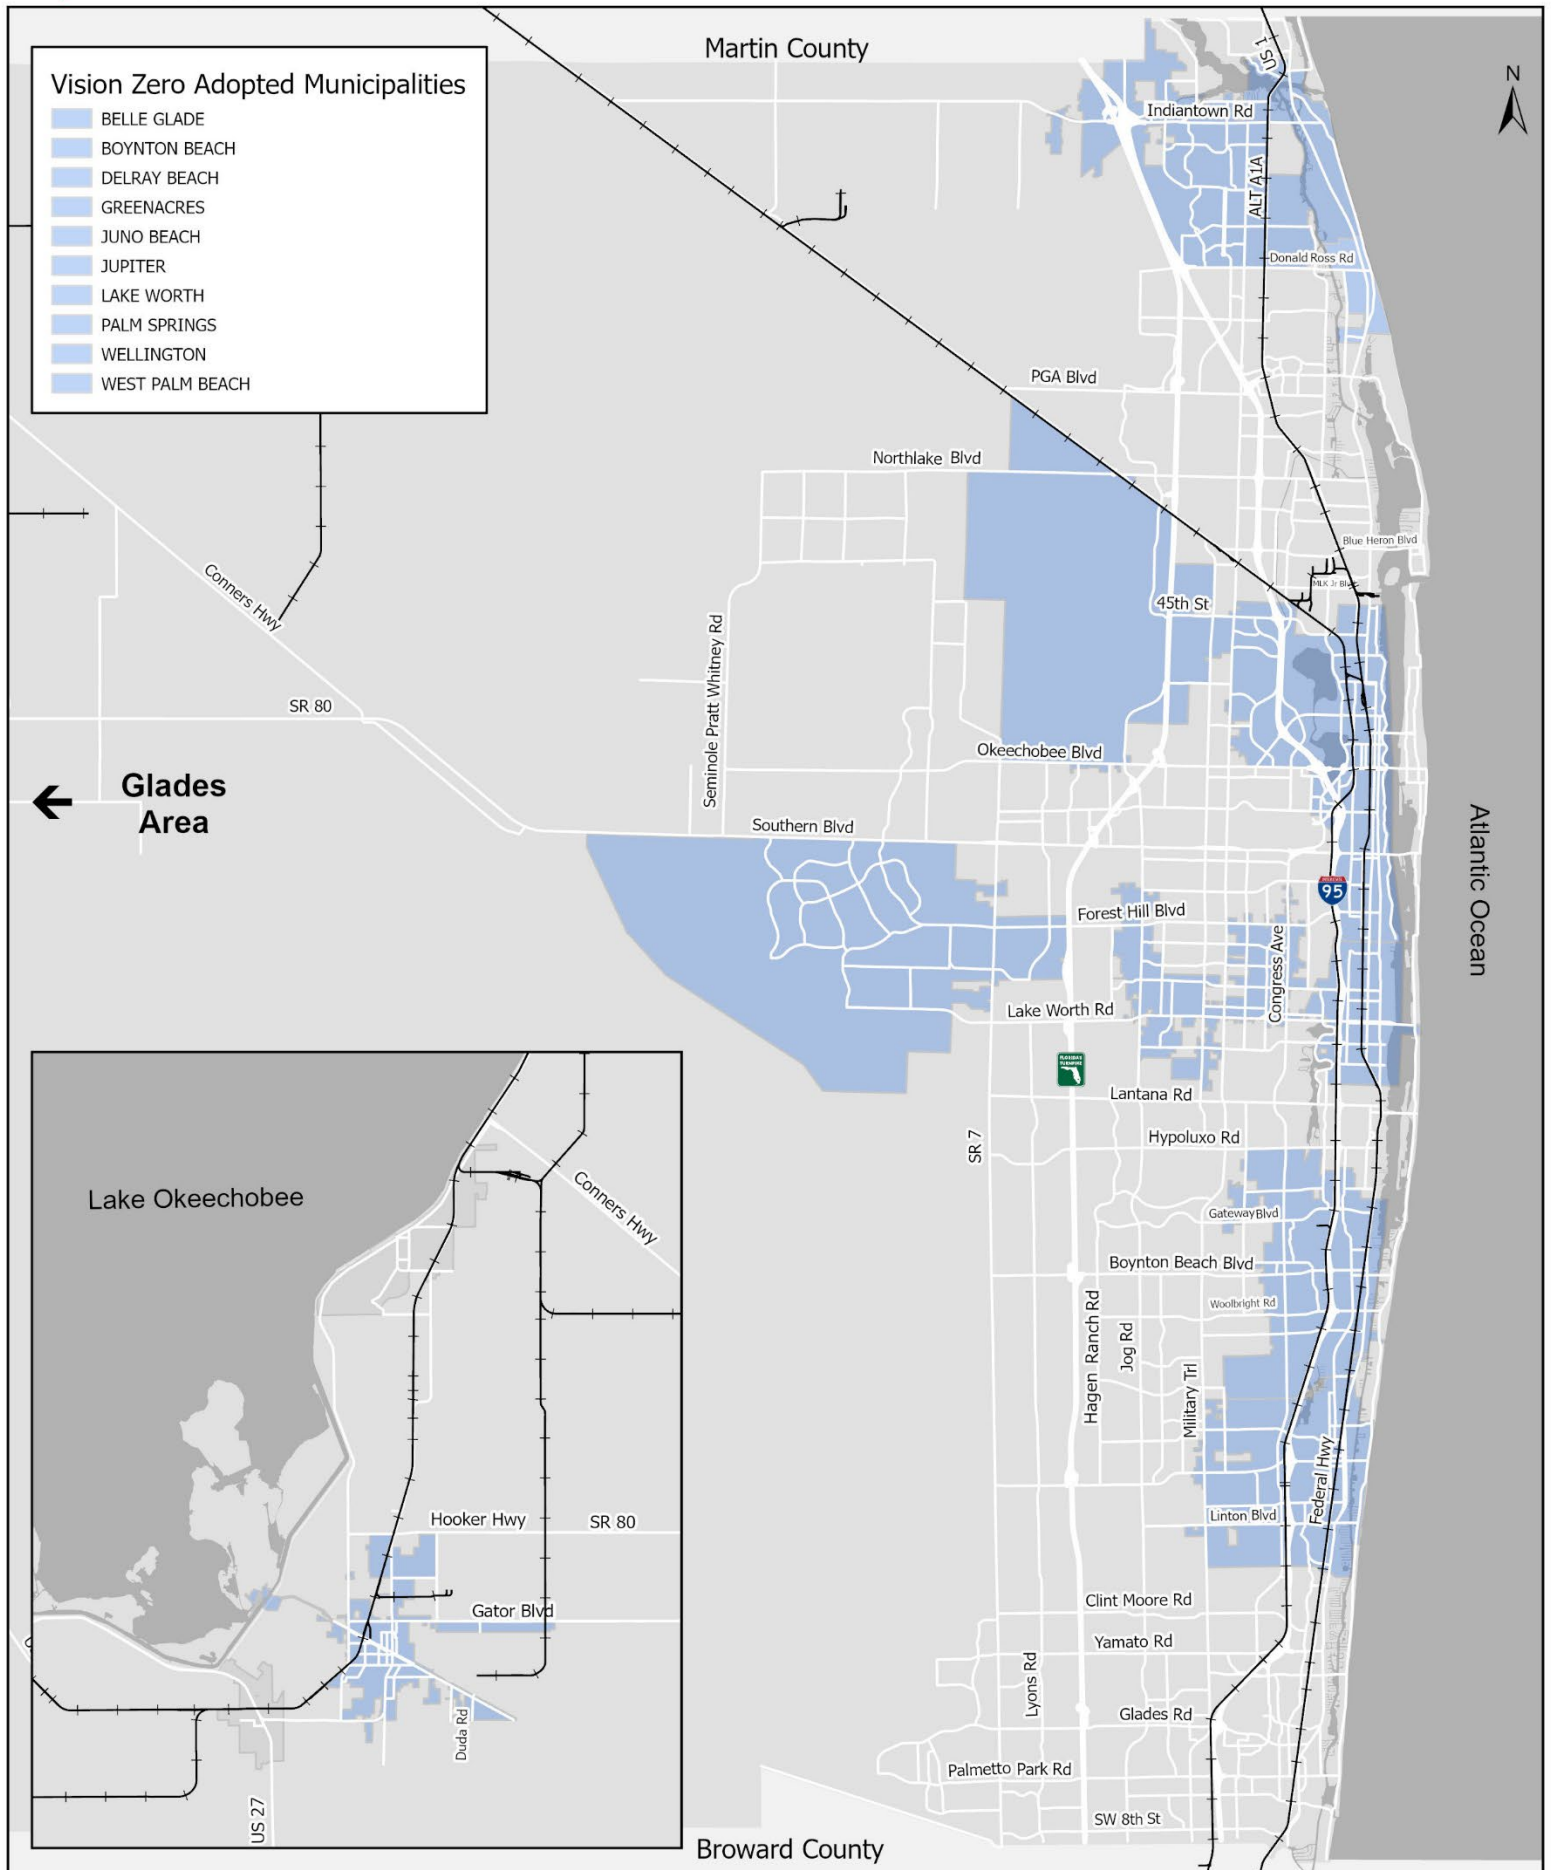 Martin County
N
US 1
Vision Zero Adopted Municipalities
BELLE GLADE
BOYNTON BEACH
DELRAY BEACH
GREENACRES
JUNO BEACH
JUPITER
LAKE WORTH
PALM SPRINGS
WELLINGTON
WEST PALM BEACH
Indiantown Rd
ALT A1A
Donald Ross Rd
PGA Blvd
Northlake Blvd
Blue Heron Blvd
MLK Jr Blvd
45th St
Conners Hwy
Seminole Pratt Whitney Rd
SR 80
Okeechobee Blvd
Glades
Area
Southern Blvd
Atlantic Ocean
95
Forest Hill Blvd
Congress Ave
Lake Worth Rd
FLORIDA'S
TURNPIKE
Lantana Rd
SR 7
Hypoluxo Rd
Gateway Blvd
Boynton Beach Blvd
Woolbright Rd
Hagen Ranch Rd
Jog Rd
Military Trl
Federal Hwy
Linton Blvd
Clint Moore Rd
Yamato Rd
Lyons Rd
Glades Rd
Palmetto Park Rd
SW 8th St
Broward County
Lake Okeechobee
Conners Hwy
Hooker Hwy
SR 80
Gator Blvd
Duda Rd
US 27